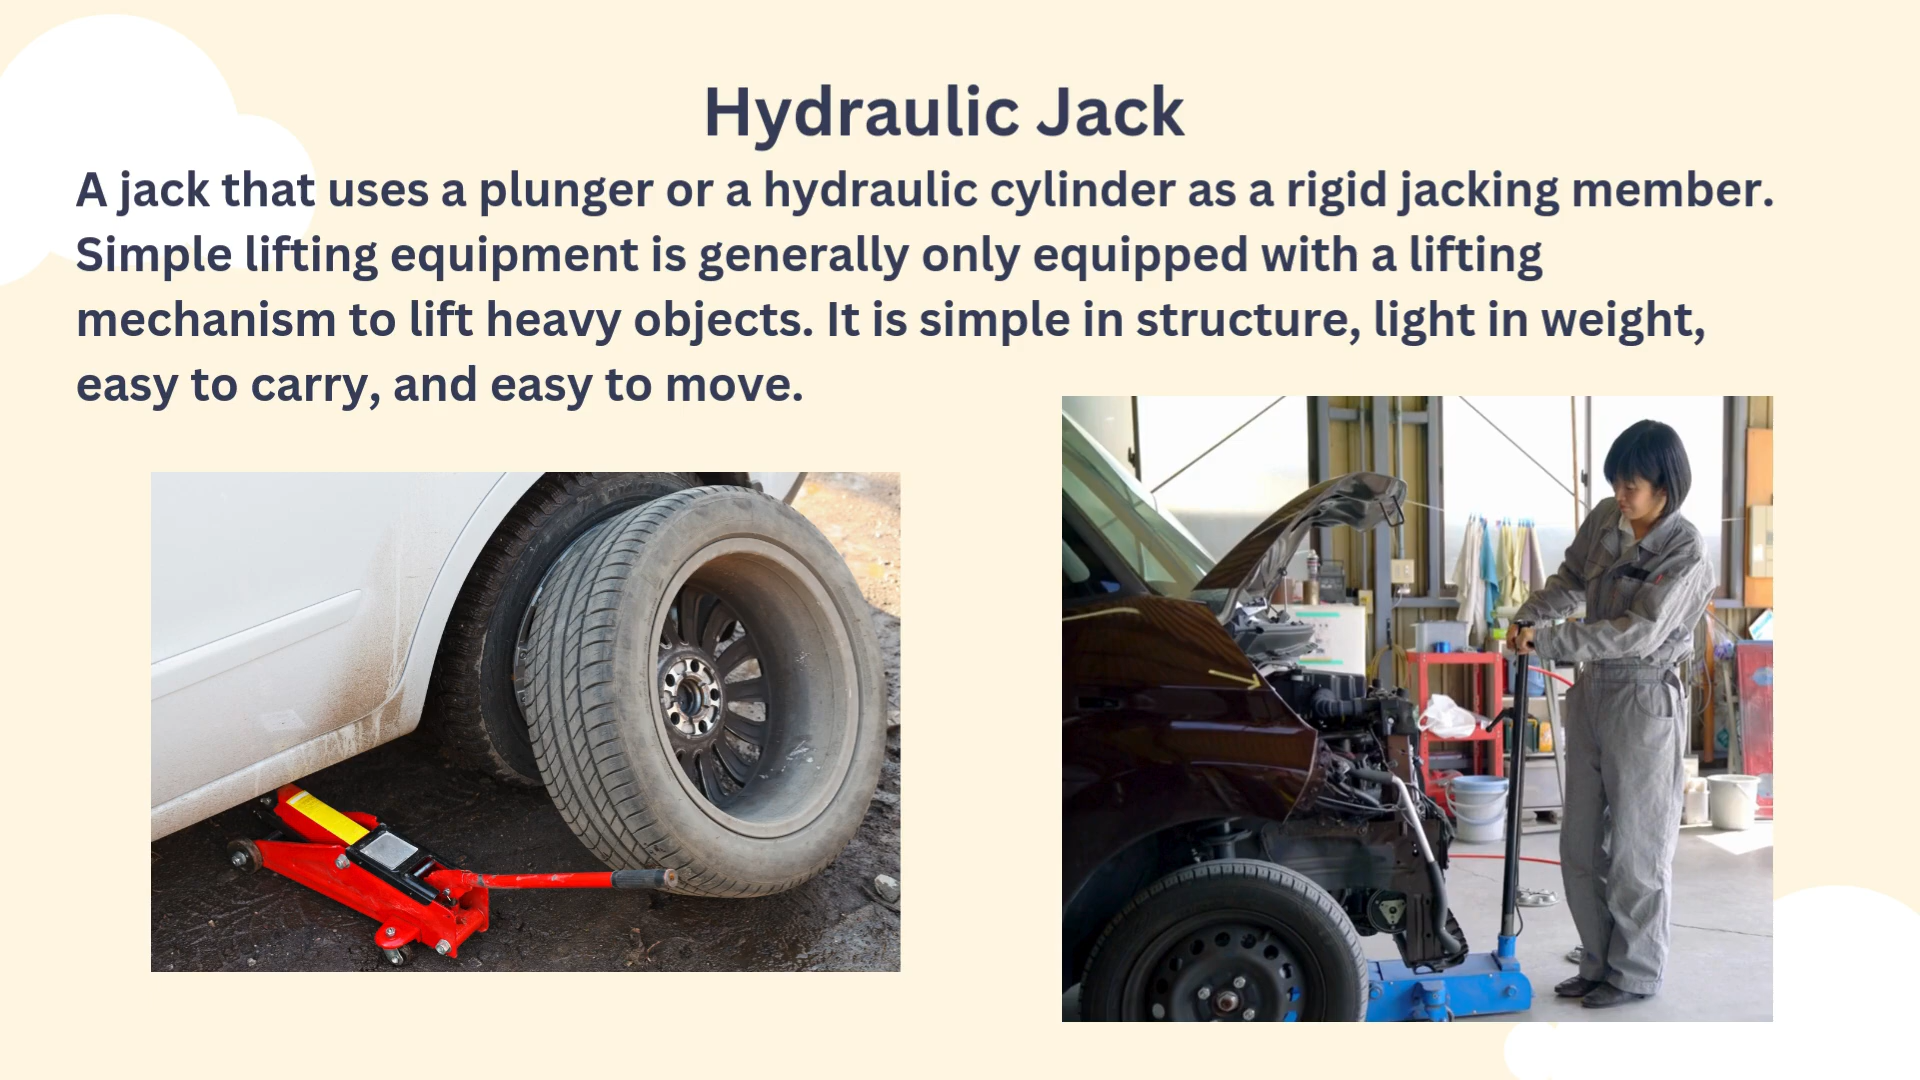 Hydraulic Jack
A jack that uses a plunger or a hydraulic cylinder as a rigid jacking member.
Simple lifting equipment is generally only equipped with a lifting
mechanism to lift heavy objects. It is simple in structure, light in weight,
easy to carry, and easy to move.